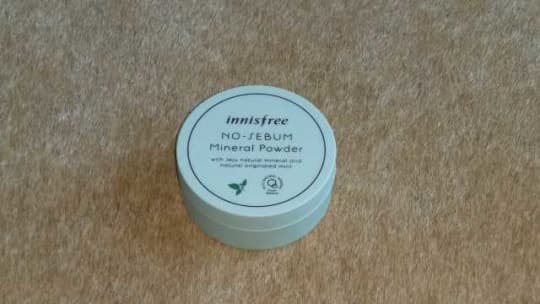 innisfree
NO-SEBUM
Mineral Powder
with Jeju natural mineral and
natural originated mint